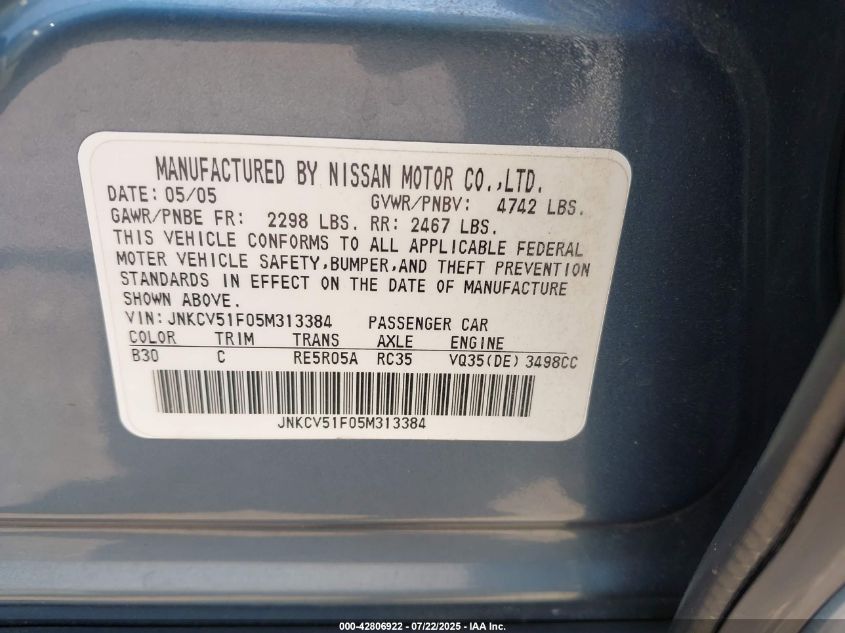 MANUFACTURED BY NISSAN MOTOR CO.,LTD.
DATE: 05/05 GVWR/PNBV: 4742 LBS.
GAWR/PNBE FR: 2298 LBS. RR: 2467 LBS.
THIS VEHICLE CONFORMS TO ALL APPLICABLE FEDERAL
MOTER VEHICLE SAFETY,BUMPER,AND THEFT PREVENTION
STANDARDS IN EFFECT ON THE DATE OF MANUFACTURE
SHOWN ABOVE.
VIN: JNKCV51F05M313384 PASSENGER CAR
COLOR TRIM TRANS AXLE ENGINE
B30 C RE5R05A RC35 VQ35(DE) 3498CC
JNKCV51F05M313384
000-42806922 - 07/22/2025 - IAA Inc.